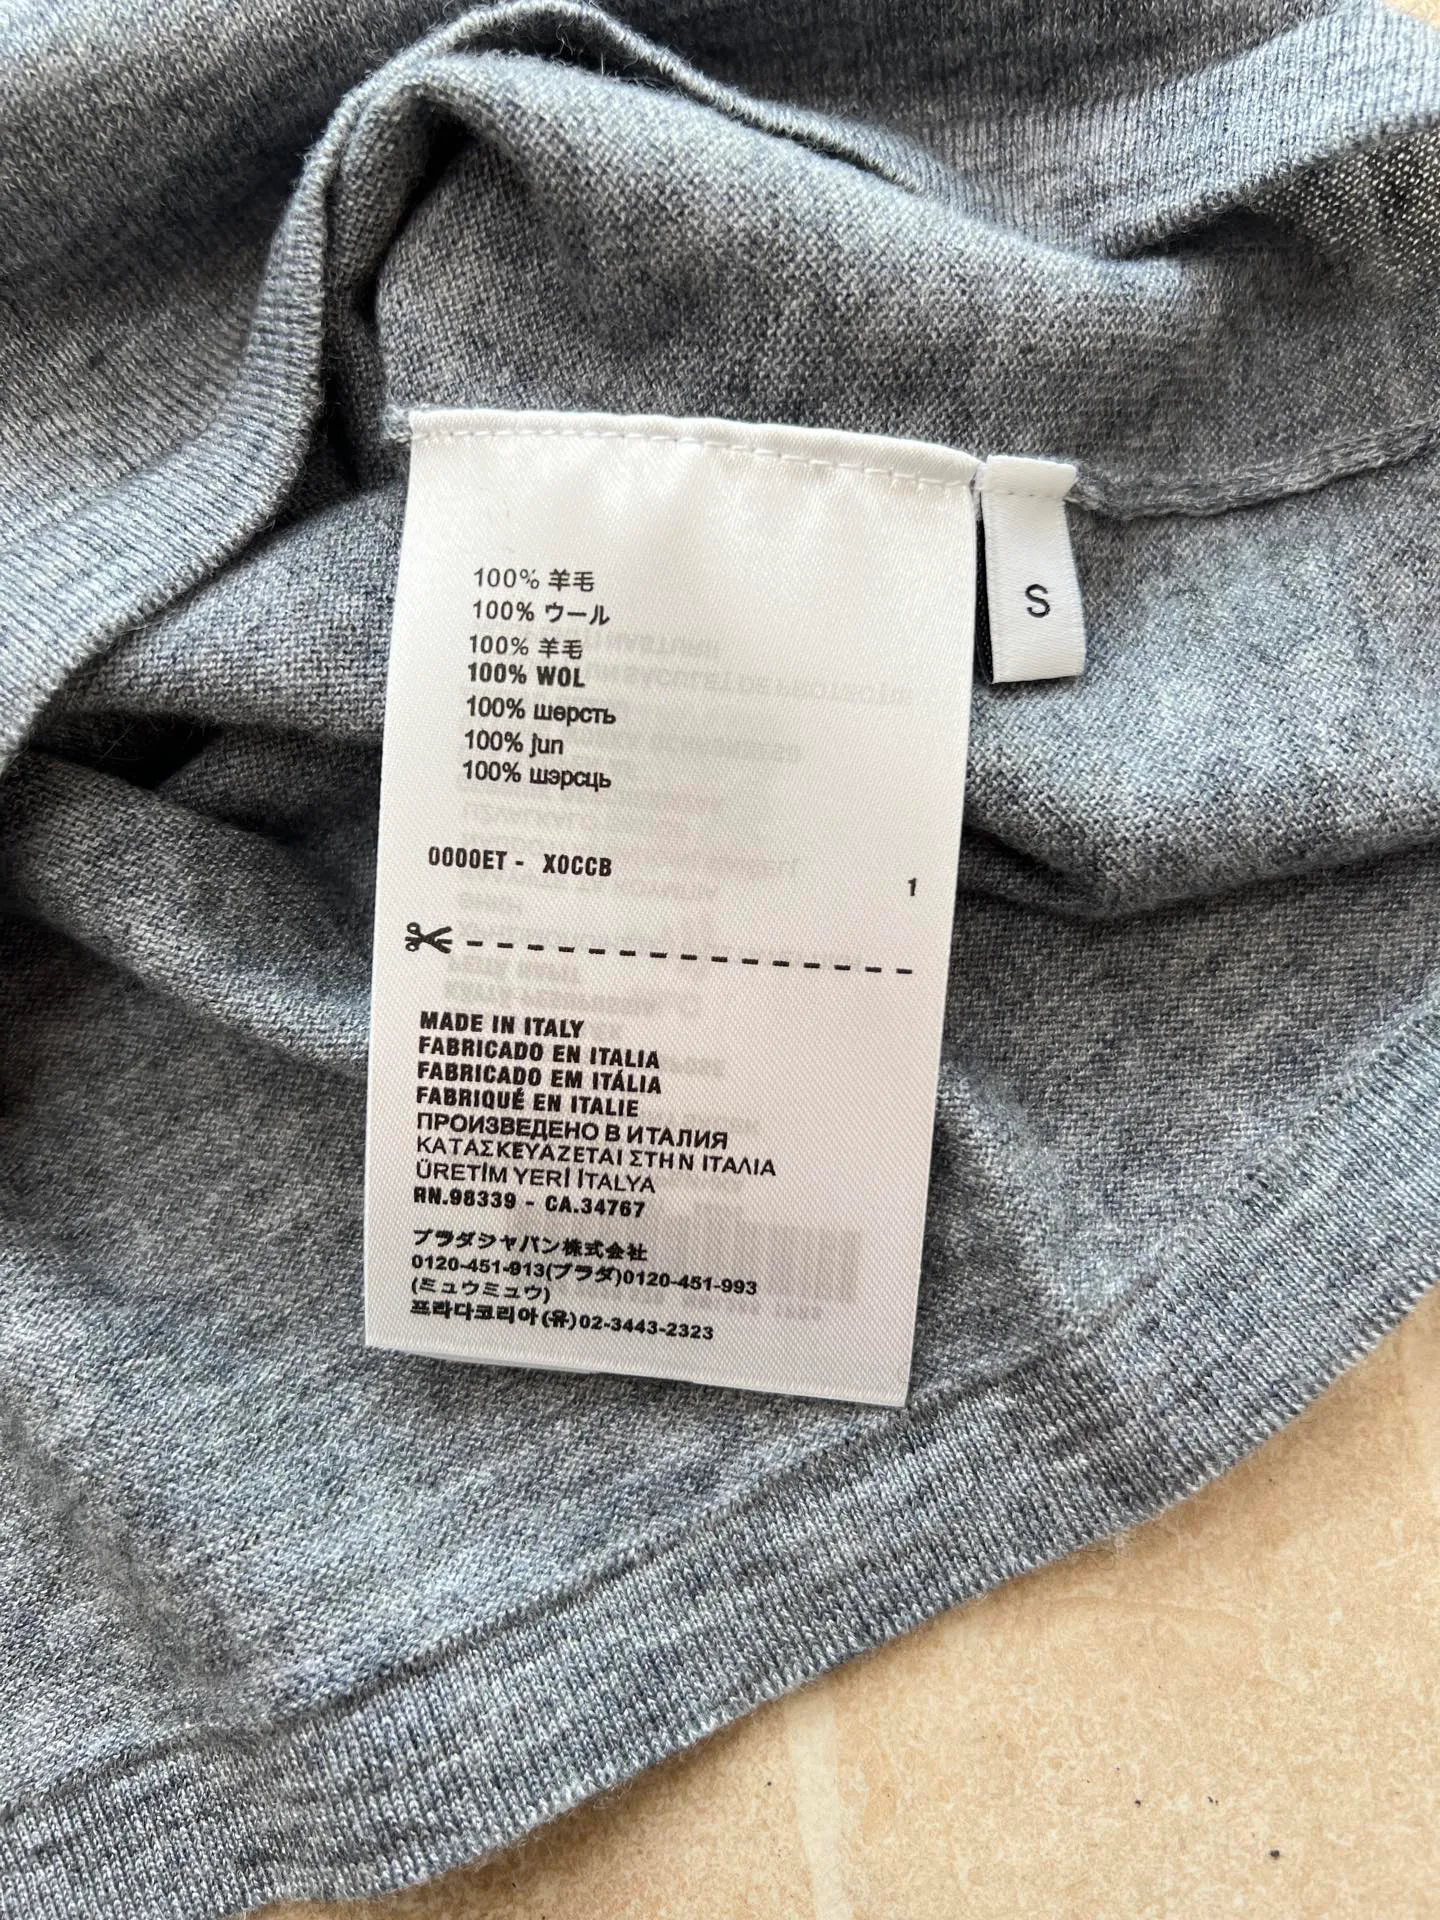 100% 羊毛
100% ウール
100% 羊毛
100% WOL
100% шерсть
100% јun
100% шэрсць
0000ET - X0CCB
1
MADE IN ITALY
FABRICADO EN ITALIA
FABRICADO EM ITÁLIA
FABRIQUÉ EN ITALIE
ПРОИЗВЕДЕНО В ИТАЛИЯ
ΚΑΤΑΣΚΕΥΑΖΕΤΑΙ ΣΤΗ Ν ΙΤΑΛΙΑ
ÜRETİM YERİ İTALYA
RN.98339 - CA.34767
プラダジャパン株式会社
0120-451-913(プラダ)0120-451-993
(ミュウミュウ)
프라다코리아(유)02-3443-2323
S